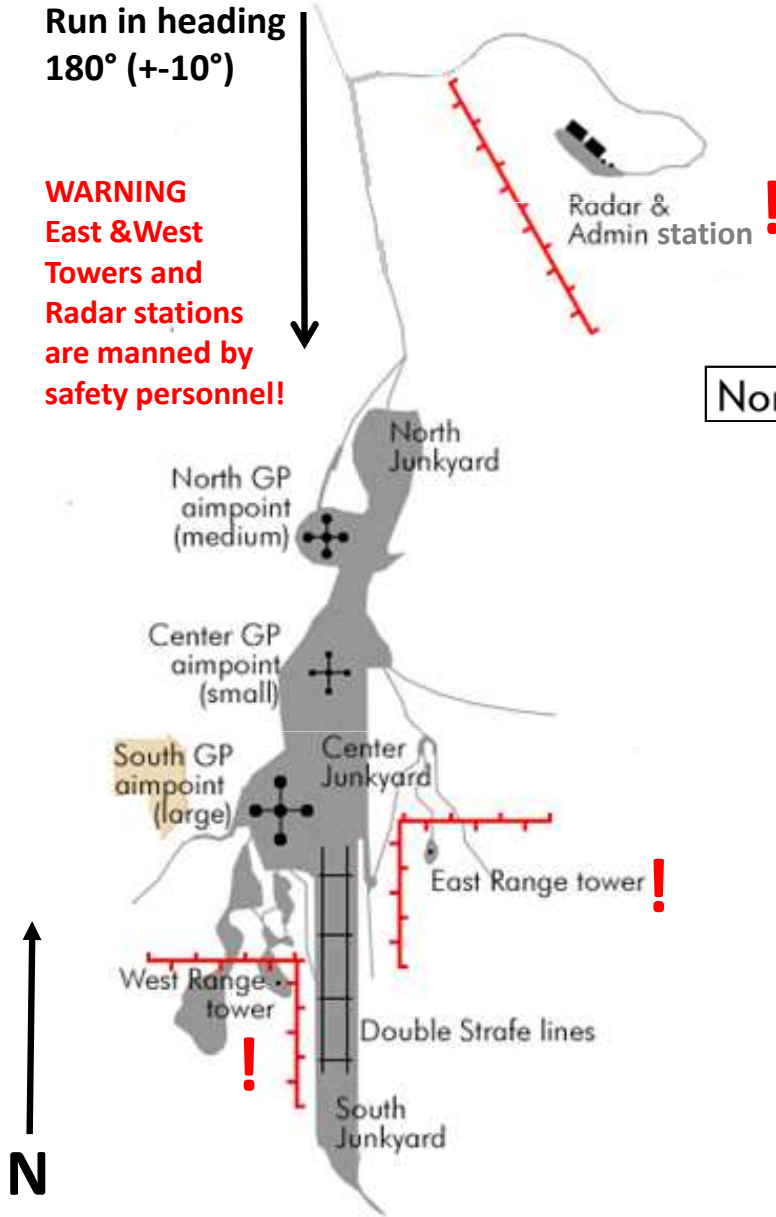 Run in heading
180° (+-10°)
WARNING
East &West
Towers and
Radar stations
are manned by
safety personnel!
Radar &
Admin station
!
Nor
North
Junkyard
North GP
aimpoint
(medium)
Center GP
aimpoint
(small)
South GP
aimpoint
(large)
Center
Junkyard
East Range tower
!
West Range
tower
!
Double Strafe lines
South
Junkyard
N